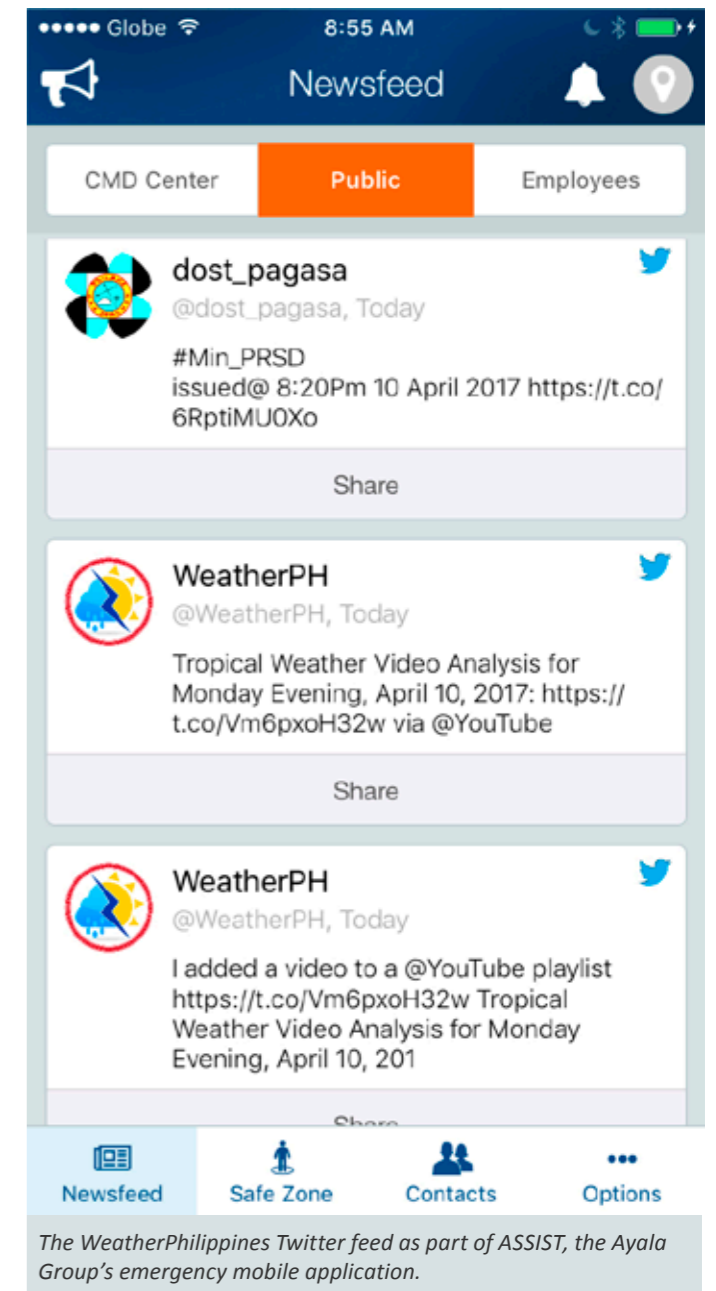 Globe 8:55 AM
Newsfeed
CMD Center Public Employees
dost_pagasa
@dost_pagasa, Today
#Min_PRSD
issued@ 8:20Pm 10 April 2017 https://t.co/
6RptiMU0Xo
Share
WeatherPH
@WeatherPH, Today
Tropical Weather Video Analysis for
Monday Evening, April 10, 2017: https://
t.co/Vm6pxoH32w via @YouTube
Share
WeatherPH
@WeatherPH, Today
I added a video to a @YouTube playlist
https://t.co/Vm6pxoH32w Tropical
Weather Video Analysis for Monday
Evening, April 10, 201
Share
Newsfeed Safe Zone Contacts Options
The WeatherPhilippines Twitter feed as part of ASSIST, the Ayala
Group's emergency mobile application.